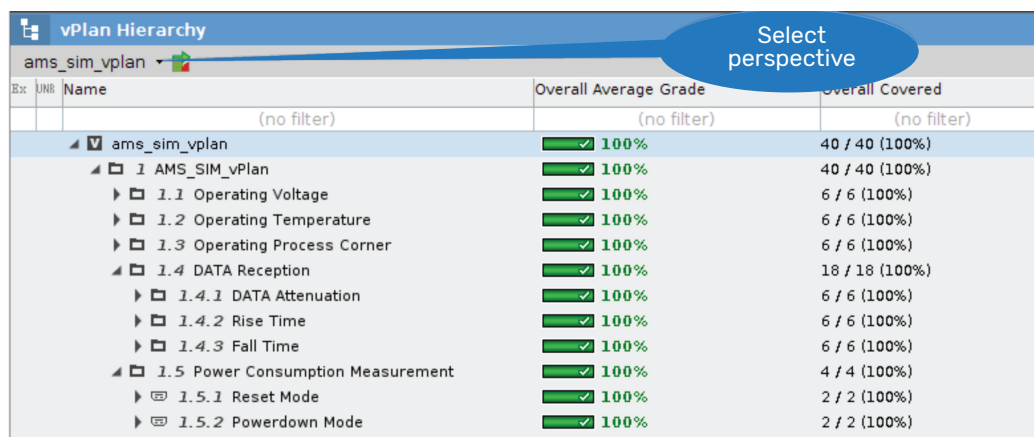 vPlan Hierarchy
Select
perspective
ams_sim_vplan
Ex UNR Name Overall Average Grade Overall Covered
(no filter) (no filter) (no filter)
V ams_sim_vplan 100% 40 / 40 (100%)
1 AMS_SIM_vPlan 100% 40 / 40 (100%)
1.1 Operating Voltage 100% 6 / 6 (100%)
1.2 Operating Temperature 100% 6 / 6 (100%)
1.3 Operating Process Corner 100% 6 / 6 (100%)
1.4 DATA Reception 100% 18 / 18 (100%)
1.4.1 DATA Attenuation 100% 6 / 6 (100%)
1.4.2 Rise Time 100% 6 / 6 (100%)
1.4.3 Fall Time 100% 6 / 6 (100%)
1.5 Power Consumption Measurement 100% 4 / 4 (100%)
1.5.1 Reset Mode 100% 2 / 2 (100%)
1.5.2 Powerdown Mode 100% 2 / 2 (100%)